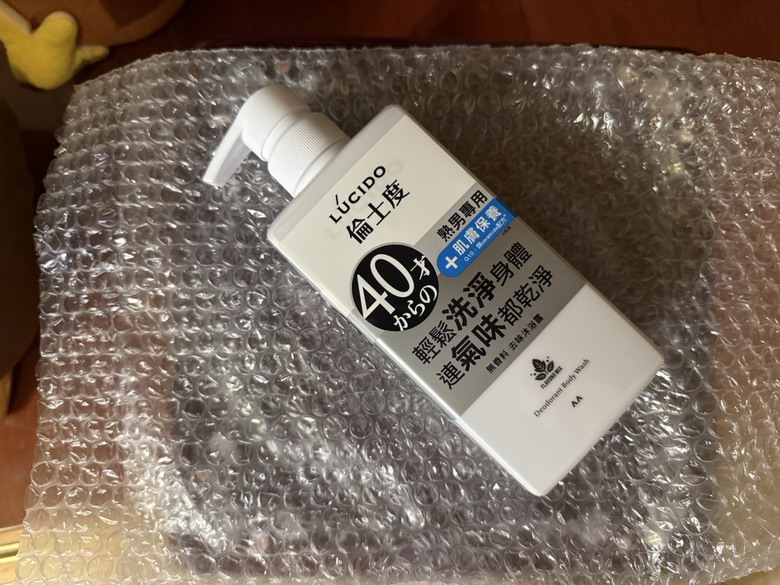 LÚCIDO
倫士度
熟男專用
+肌膚保養
40才
からの
輕鬆洗淨身體
連氣味都乾淨
無香料 去味沐浴露
Deodorant Body Wash